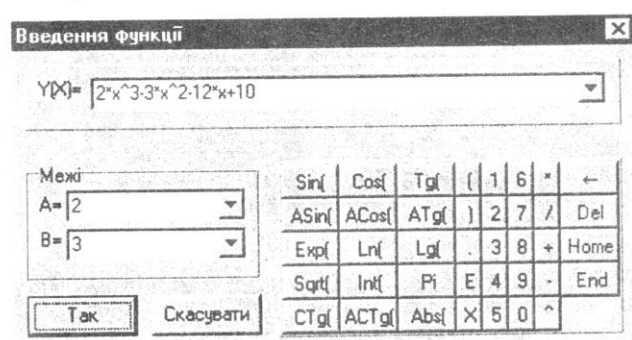 Введення функції
Y(X)= 2*x^3-3*x^2-12*x+10
Межі
A= 2
B= 3
Так Скасувати
Sin( Cos( Tg( ( 1 6 * ←
ASin( ACos( ATg( ) 2 7 / Del
Exp( Ln( Lg( . 3 8 + Home
Sqrt( Int( Pi E 4 9 - End
CTg( ACTg( Abs( X 5 0 ^